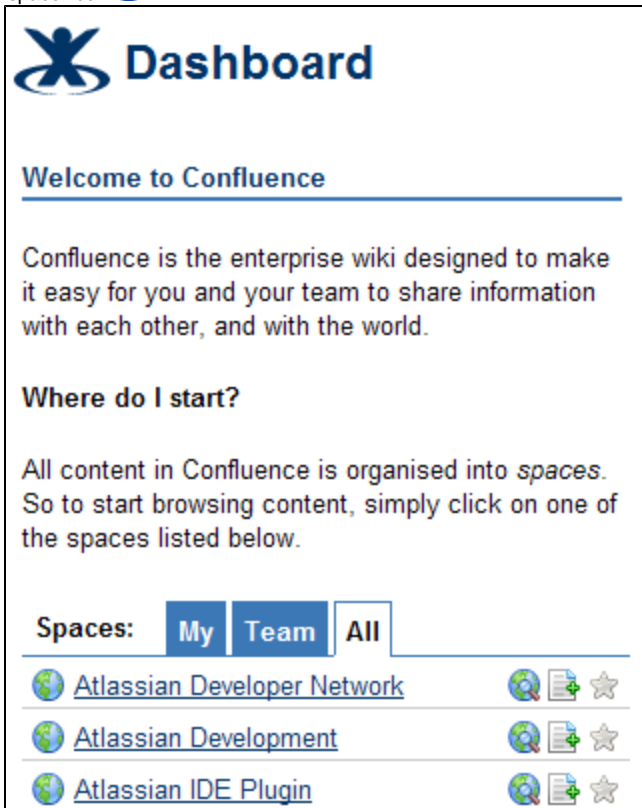 Dashboard
Welcome to Confluence
Confluence is the enterprise wiki designed to make
it easy for you and your team to share information
with each other, and with the world.
Where do I start?
All content in Confluence is organised into spaces.
So to start browsing content, simply click on one of
the spaces listed below.
Spaces: My Team All
Atlassian Developer Network
Atlassian Development
Atlassian IDE Plugin